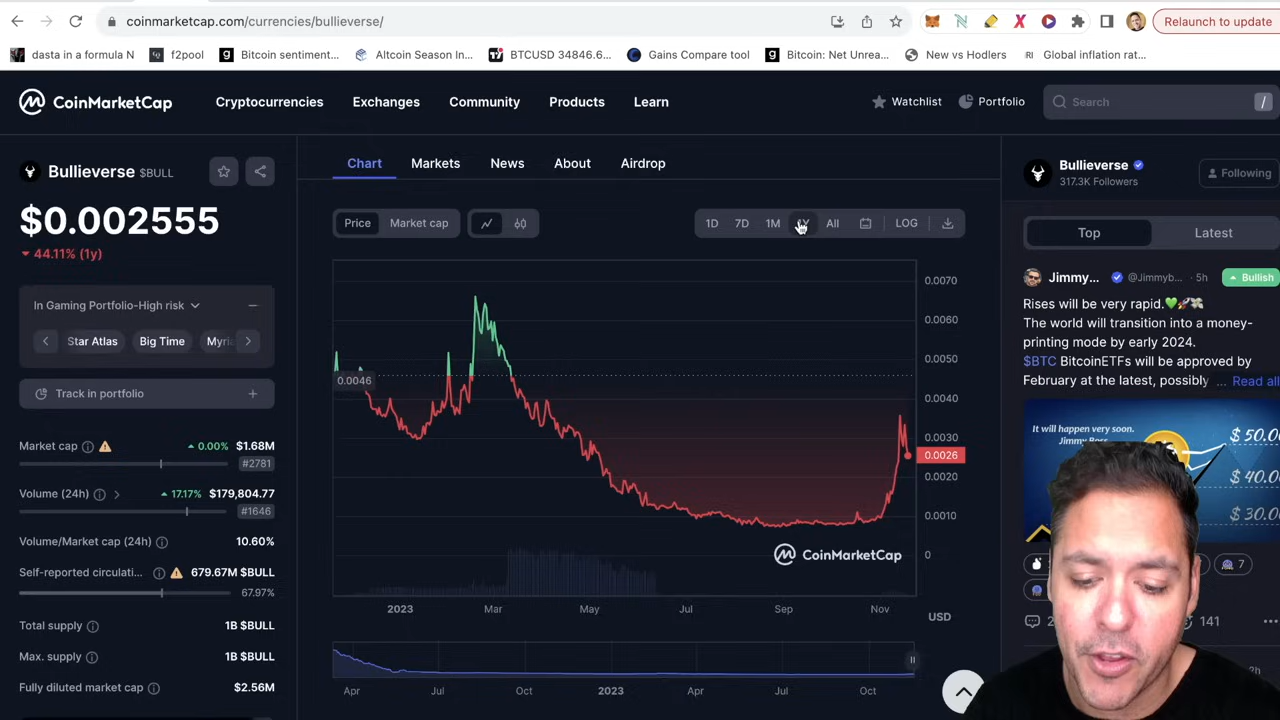 coinmarketcap.com/currencies/bullieverse/
Relaunch to update
dasta in a formula N
f2pool
Bitcoin sentiment...
Altcoin Season In...
BTCUSD 34846.6...
Gains Compare tool
Bitcoin: Net Unrea...
New vs Hodlers
RI Global inflation rat...
CoinMarketCap
Cryptocurrencies
Exchanges
Community
Products
Learn
Watchlist
Portfolio
Search
/
Bullieverse $BULL
$0.002555
44.11% (1y)
In Gaming Portfolio-High risk
Star Atlas
Big Time
Myri
Track in portfolio
Market cap
0.00% $1.68M
#2781
Volume (24h)
17.17% $179,804.77
#1646
Volume/Market cap (24h)
10.60%
Self-reported circulati...
679.67M $BULL
67.97%
Total supply
1B $BULL
Max. supply
1B $BULL
Fully diluted market cap
$2.56M
Chart
Markets
News
About
Airdrop
Price
Market cap
1D
7D
1M
All
LOG
0.0070
0.0060
0.0050
0.0046
0.0040
0.0030
0.0026
0.0020
0.0010
0
CoinMarketCap
2023
Mar
May
Jul
Sep
Nov
USD
Apr
Jul
Oct
2023
Apr
Jul
Oct
Bullieverse
317.3K Followers
Following
Top
Latest
Jimmy...
@Jimmyb...
· 5h
Bullish
Rises will be very rapid.💚🚀💸
The world will transition into a money-
printing mode by early 2024.
$BTC BitcoinETFs will be approved by
February at the latest, possibly ... Read all
It will happen very soon.
$ 50.0
$ 40.0
$ 30.0
7
141